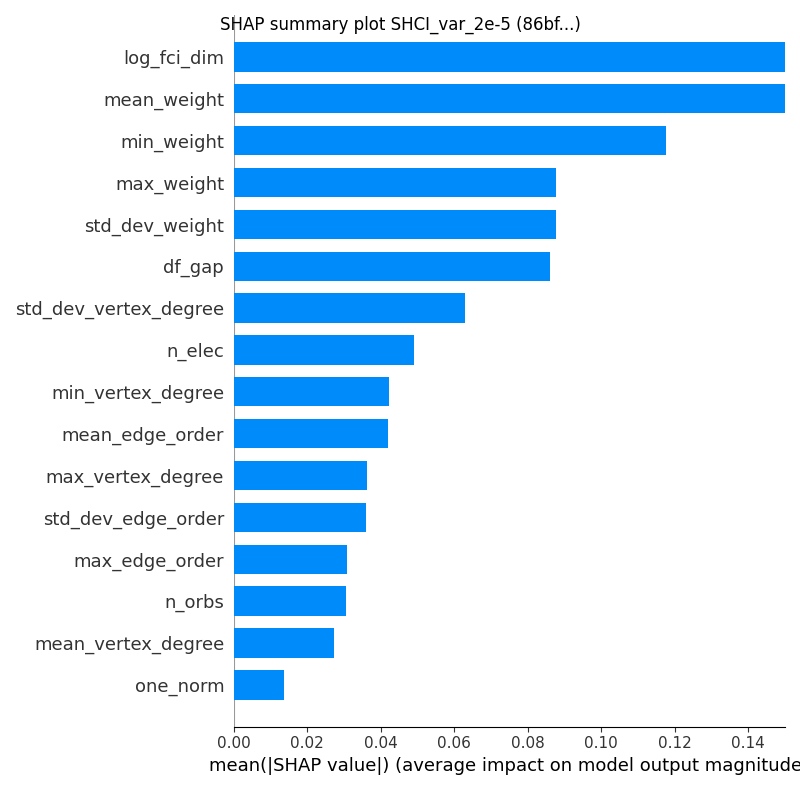 SHAP summary plot SHCI_var_2e-5 (86bf...)
log_fci_dim
mean_weight
min_weight
max_weight
std_dev_weight
df_gap
std_dev_vertex_degree
n_elec
min_vertex_degree
mean_edge_order
max_vertex_degree
std_dev_edge_order
max_edge_order
n_orbs
mean_vertex_degree
one_norm
0.00 0.02 0.04 0.06 0.08 0.10 0.12 0.14
mean(|SHAP value|) (average impact on model output magnitude